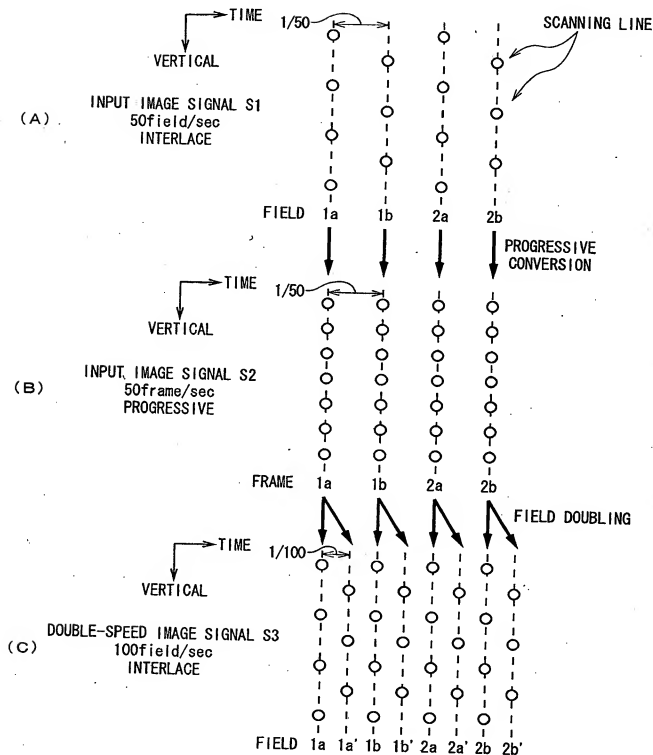 TIME
1/50
SCANNING LINE
VERTICAL
(A)
INPUT IMAGE SIGNAL S1
50field/sec
INTERLACE
FIELD 1a 1b 2a 2b
PROGRESSIVE
CONVERSION
TIME
1/50
VERTICAL
(B)
INPUT IMAGE SIGNAL S2
50frame/sec
PROGRESSIVE
FRAME 1a 1b 2a 2b
FIELD DOUBLING
TIME
1/100
VERTICAL
(C)
DOUBLE-SPEED IMAGE SIGNAL S3
100field/sec
INTERLACE
FIELD 1a 1a' 1b 1b' 2a 2a' 2b 2b'